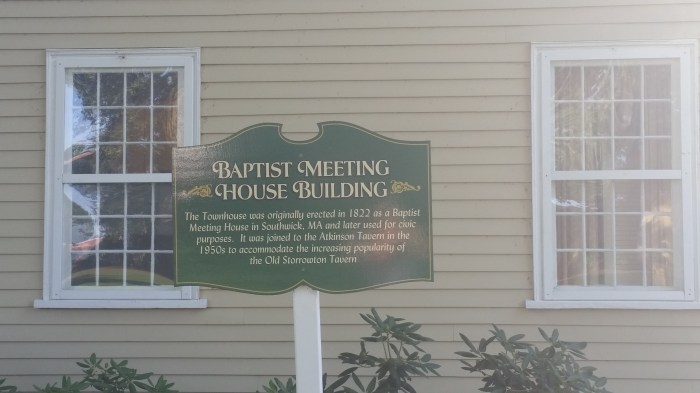 BAPTIST MEETING
HOUSE BUILDING
The Townhouse was originally erected in 1822 as a Baptist
Meeting House in Southwick, MA and later used for civic
purposes. It was joined to the Atkinson Tavern in the
1950s to accommodate the increasing popularity of
the Old Storrowton Tavern